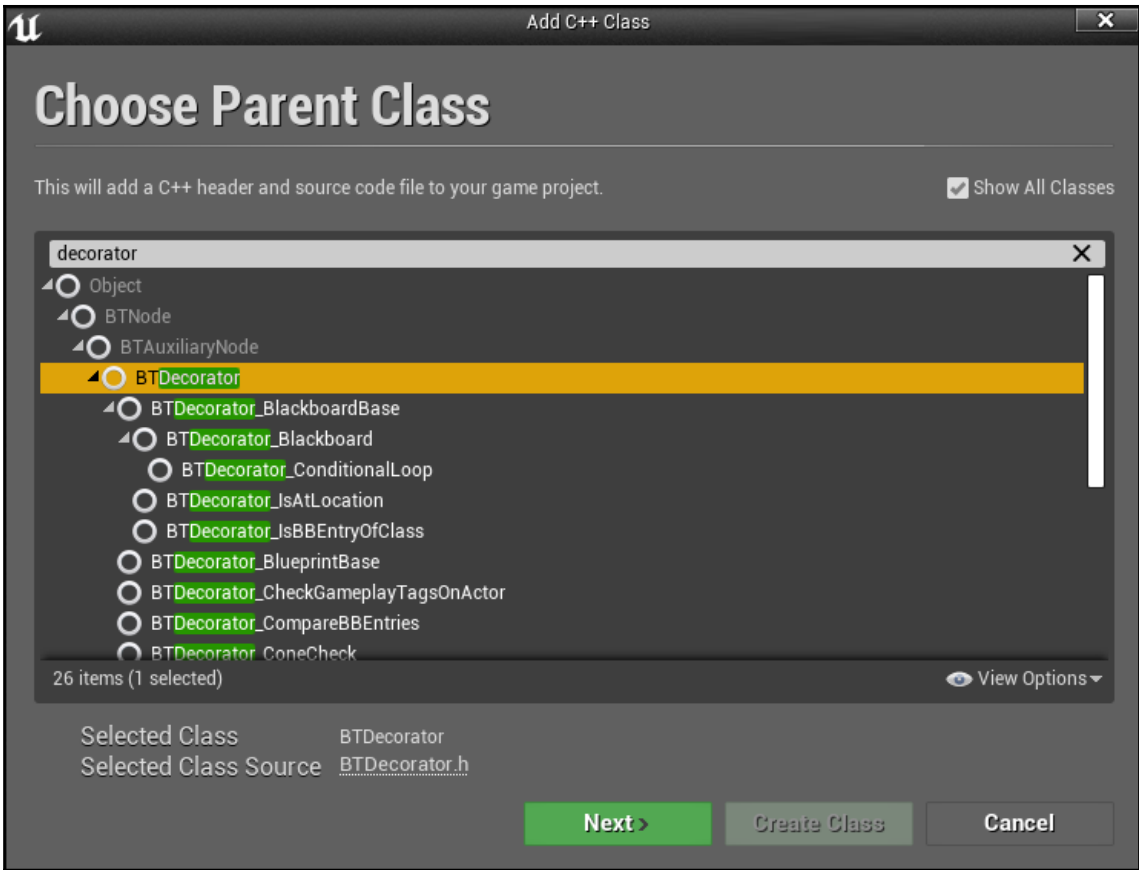 Add C++ Class
Choose Parent Class
This will add a C++ header and source code file to your game project.
Show All Classes
decorator
Object
BTNode
BTAuxiliaryNode
BTDecorator
BTDecorator_BlackboardBase
BTDecorator_Blackboard
BTDecorator_ConditionalLoop
BTDecorator_IsAtLocation
BTDecorator_IsBBEntryOfClass
BTDecorator_BlueprintBase
BTDecorator_CheckGameplayTagsOnActor
BTDecorator_CompareBBEntries
BTDecorator_ConeCheck
26 items (1 selected)
View Options
Selected Class BTDecorator
Selected Class Source BTDecorator.h
Next
Create Class
Cancel